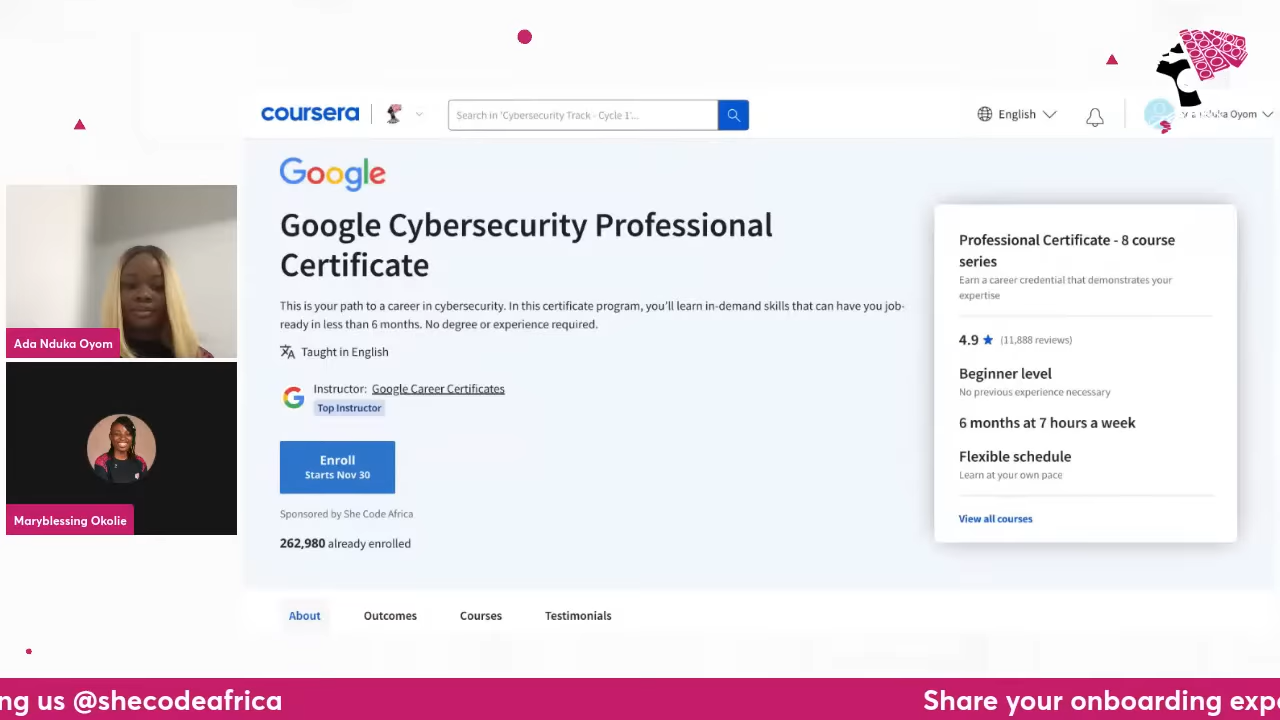 coursera
Search in 'Cybersecurity Track - Cycle 1'...
English
Oyom
Google
Google Cybersecurity Professional
Certificate
This is your path to a career in cybersecurity. In this certificate program, you'll learn in-demand skills that can have you job-
ready in less than 6 months. No degree or experience required.
Taught in English
Instructor: Google Career Certificates
Top Instructor
Enroll
Starts Nov 30
Sponsored by She Code Africa
262,980 already enrolled
Professional Certificate - 8 course
series
Earn a career credential that demonstrates your
expertise
4.9 ★ (11,888 reviews)
Beginner level
No previous experience necessary
6 months at 7 hours a week
Flexible schedule
Learn at your own pace
View all courses
About
Outcomes
Courses
Testimonials
Ada Nduka Oyom
Maryblessing Okolie
ng us @shecodeafrica
Share your onboarding exp